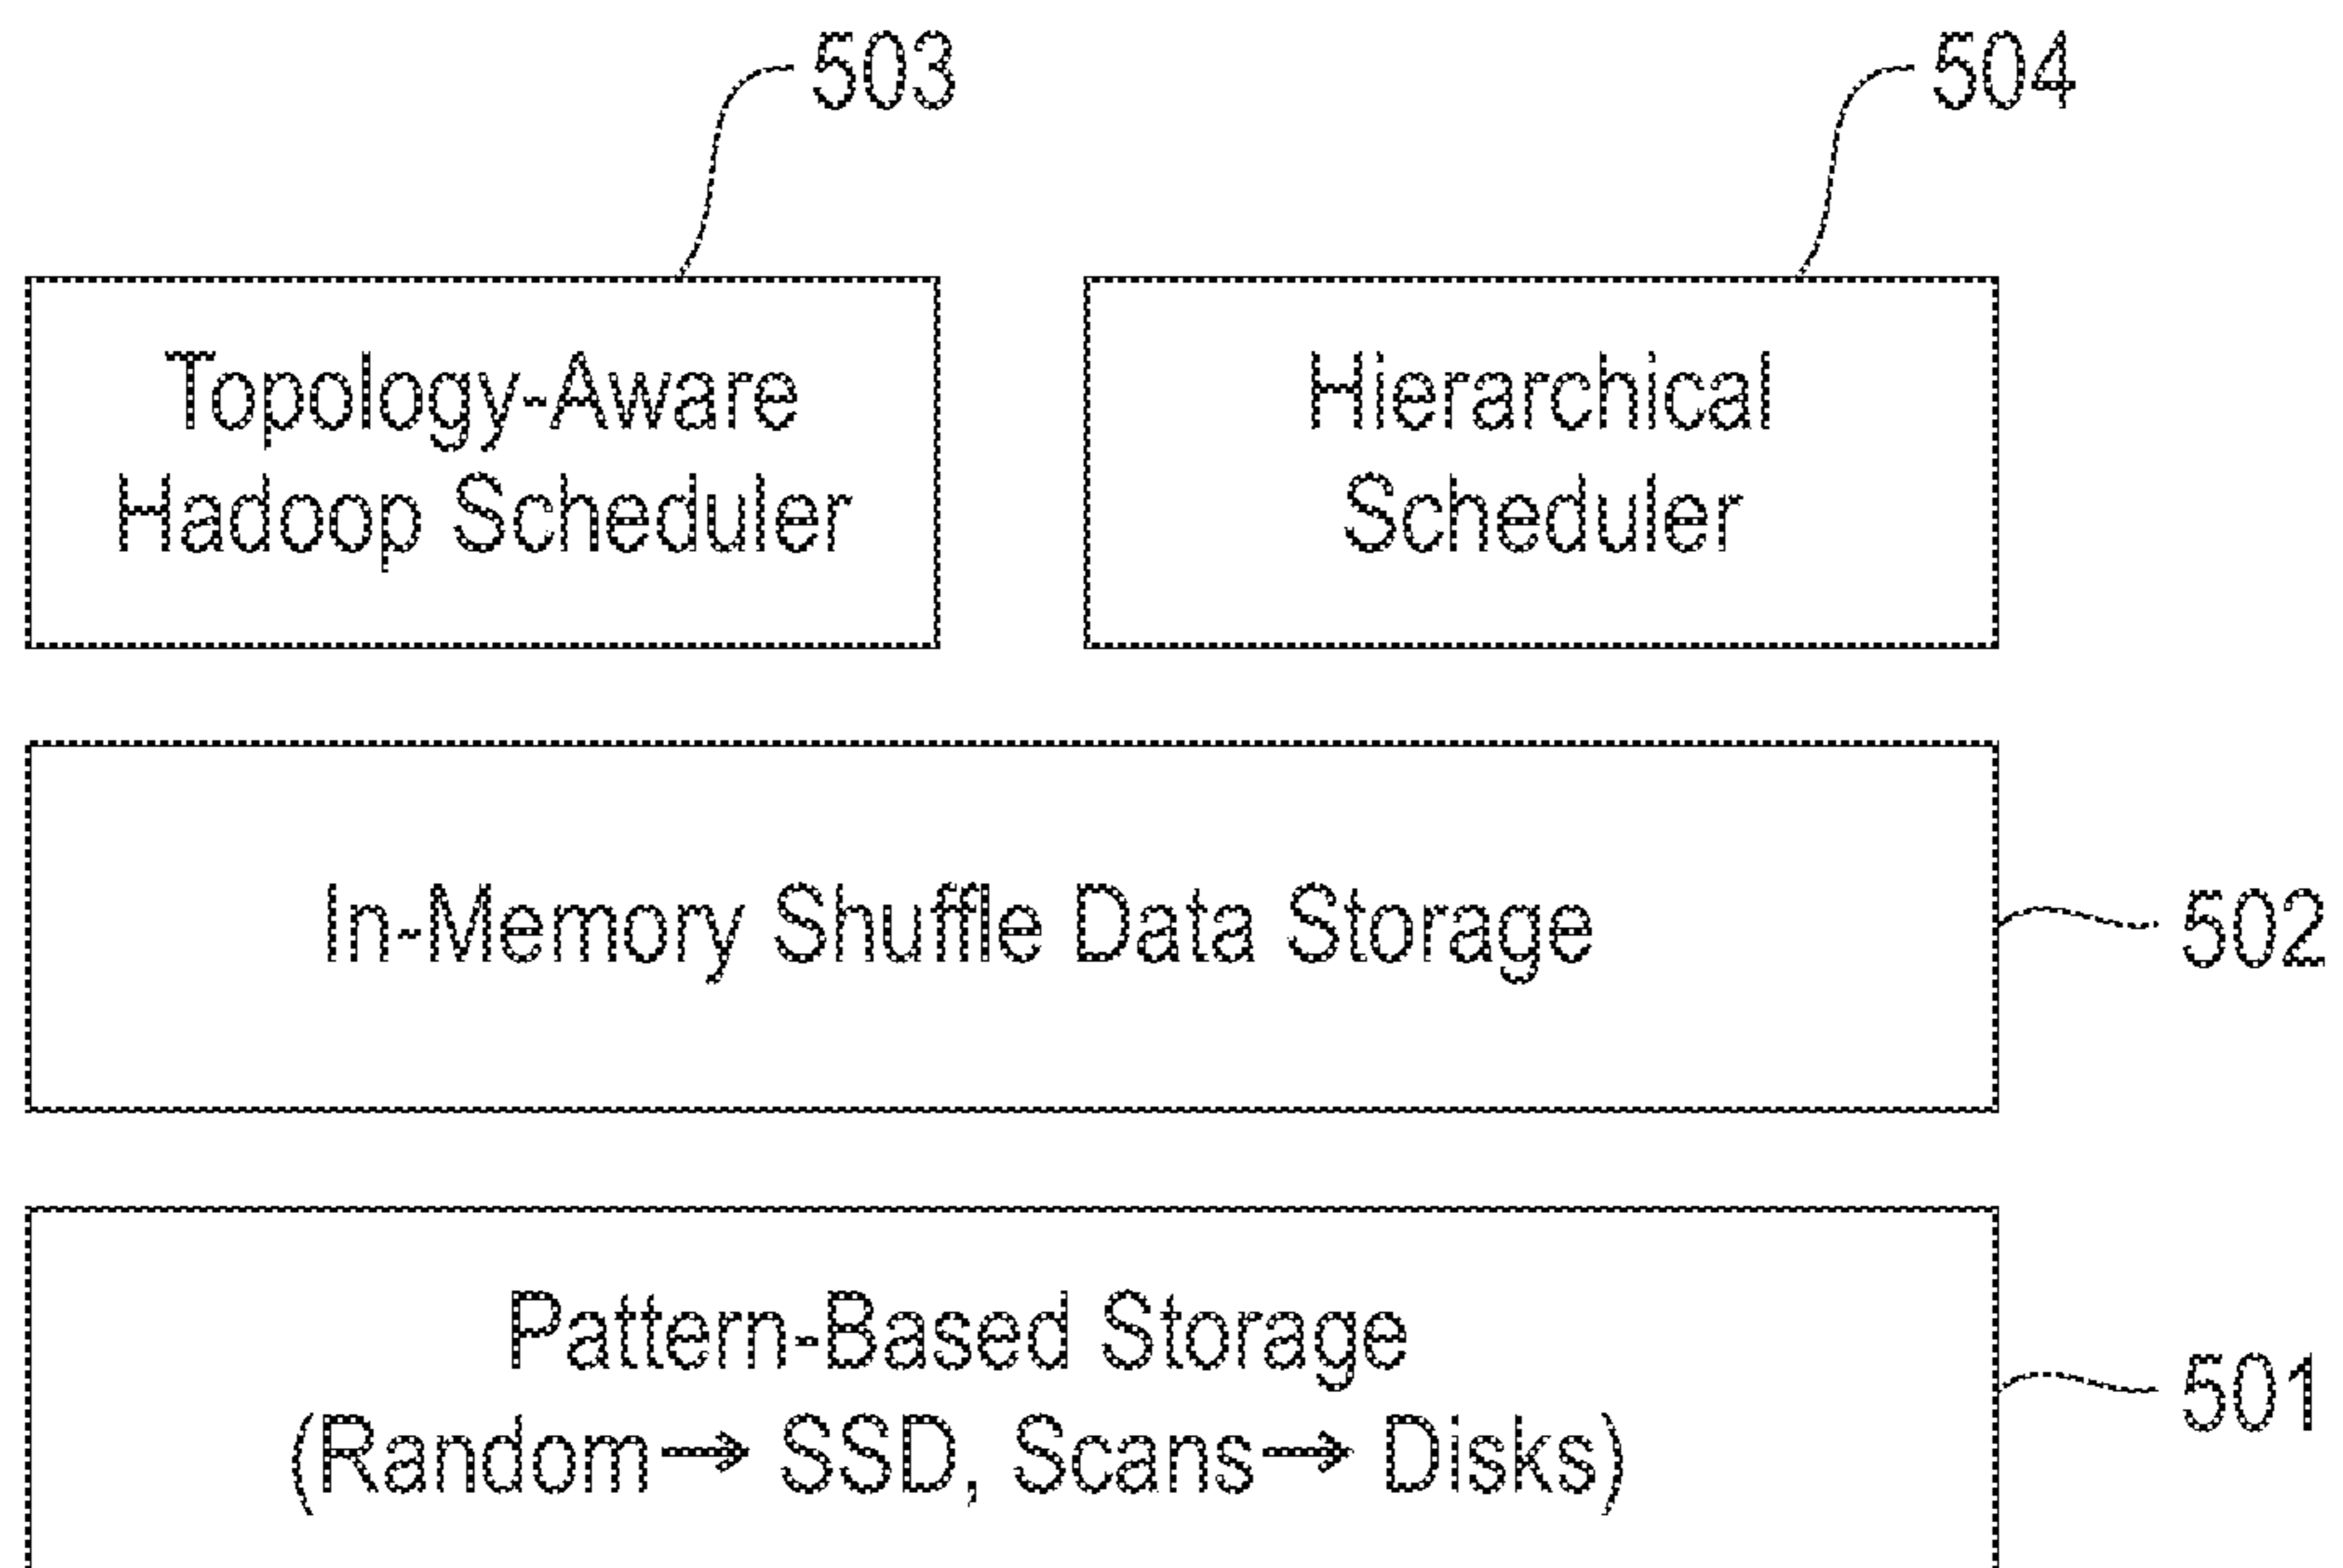 503
504
Topology-Aware
Hadoop Scheduler
Hierarchical
Scheduler
In-Memory Shuffle Data Storage
502
Pattern-Based Storage
(Random→ SSD, Scans→ Disks)
501